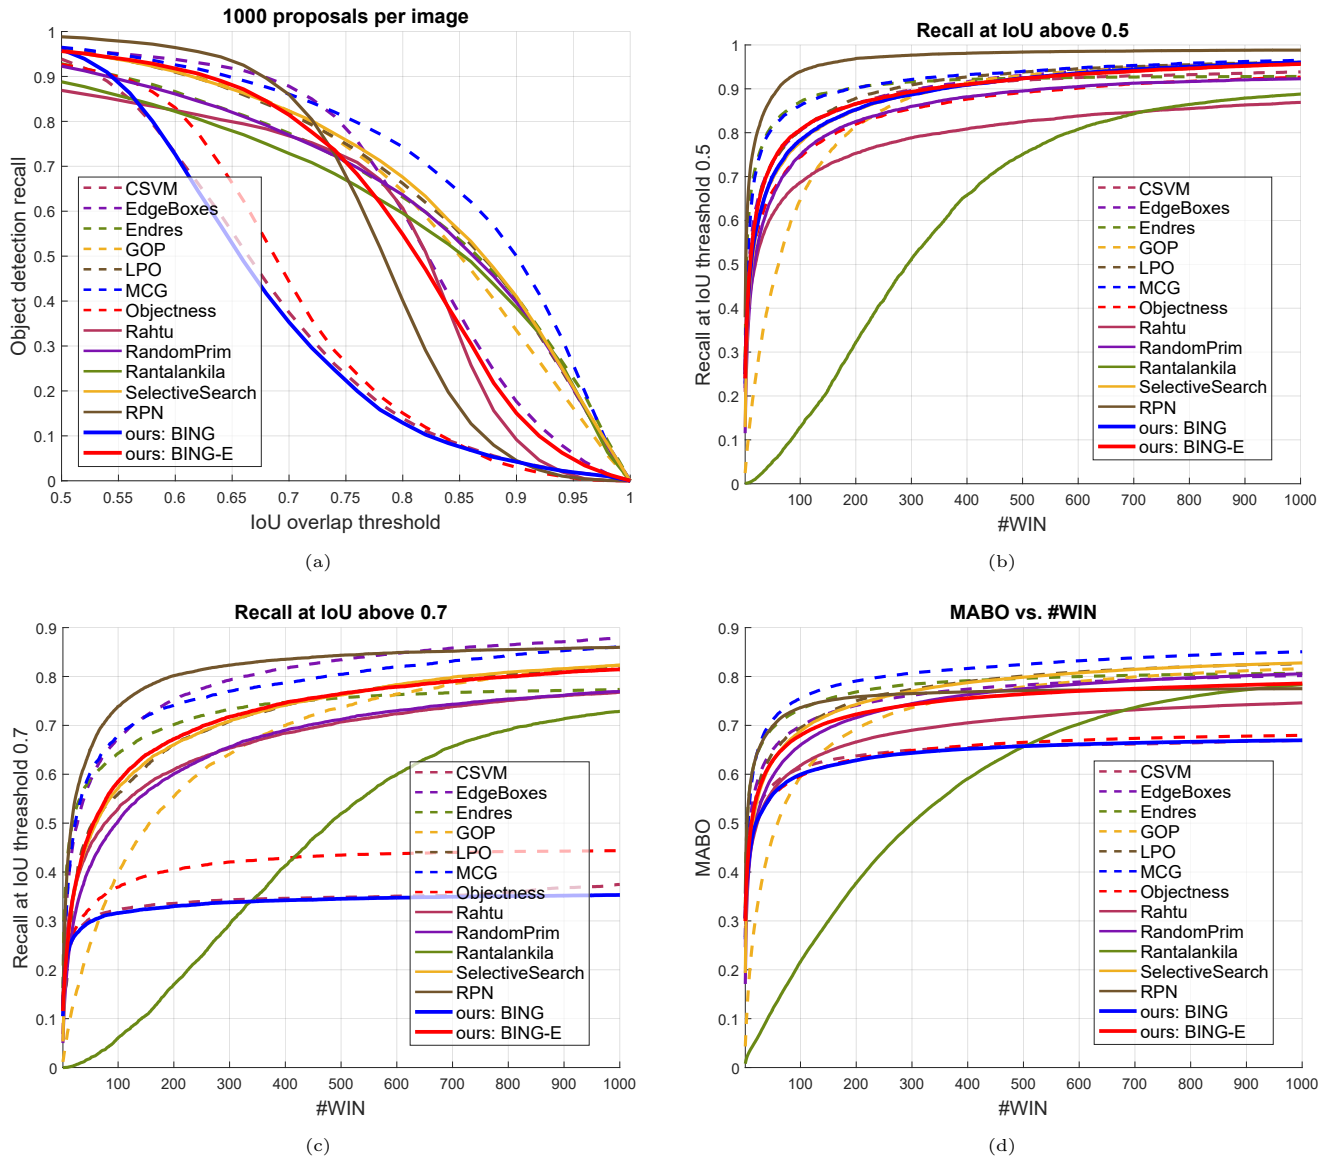 1000 proposals per image
Object detection recall
1
0.9
0.8
0.7
0.6
0.5
0.4
0.3
0.2
0.1
0
CSVM
EdgeBoxes
Endres
GOP
LPO
MCG
Objectness
Rahtu
RandomPrim
Rantalankila
SelectiveSearch
RPN
ours: BING
ours: BING-E
0.5 0.55 0.6 0.65 0.7 0.75 0.8 0.85 0.9 0.95 1
IoU overlap threshold
(a)
Recall at IoU above 0.5
Recall at IoU threashold 0.5
1
0.9
0.8
0.7
0.6
0.5
0.4
0.3
0.2
0.1
0
CSVM
EdgeBoxes
Endres
GOP
LPO
MCG
Objectness
Rahtu
RandomPrim
Rantalankila
SelectiveSearch
RPN
ours: BING
ours: BING-E
100 200 300 400 500 600 700 800 900 1000
#WIN
(b)
Recall at IoU above 0.7
Recall at IoU threashold 0.7
0.9
0.8
0.7
0.6
0.5
0.4
0.3
0.2
0.1
0
CSVM
EdgeBoxes
Endres
GOP
LPO
MCG
Objectness
Rahtu
RandomPrim
Rantalankila
SelectiveSearch
RPN
ours: BING
ours: BING-E
100 200 300 400 500 600 700 800 900 1000
#WIN
(c)
MABO vs. #WIN
MABO
0.9
0.8
0.7
0.6
0.5
0.4
0.3
0.2
0.1
0
CSVM
EdgeBoxes
Endres
GOP
LPO
MCG
Objectness
Rahtu
RandomPrim
Rantalankila
SelectiveSearch
RPN
ours: BING
ours: BING-E
100 200 300 400 500 600 700 800 900 1000
#WIN
(d)